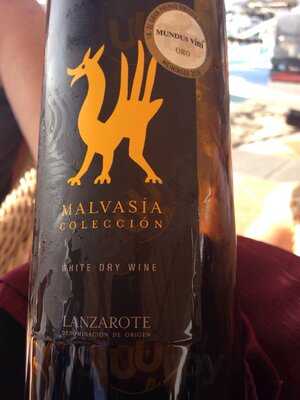 MUNDUS Vini
ORO
MALVASÍA
COLECCIÓN
WHITE DRY WINE
LANZAROTE
DENOMINACIÓN DE ORIGEN